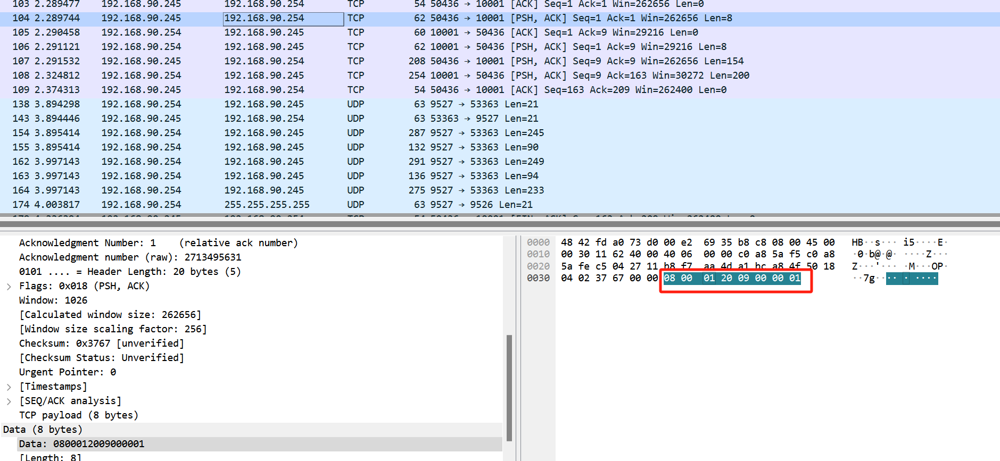 103 2.289477 192.168.90.245 192.168.90.254 TCP 54 50436 → 10001 [ACK] Seq=1 Ack=1 Win=262656 Len=0
104 2.289744 192.168.90.245 192.168.90.254 TCP 62 50436 → 10001 [PSH, ACK] Seq=1 Ack=1 Win=262656 Len=8
105 2.290458 192.168.90.254 192.168.90.245 TCP 60 10001 → 50436 [ACK] Seq=1 Ack=9 Win=29216 Len=0
106 2.291121 192.168.90.254 192.168.90.245 TCP 62 10001 → 50436 [PSH, ACK] Seq=1 Ack=9 Win=29216 Len=8
107 2.291532 192.168.90.245 192.168.90.254 TCP 208 50436 → 10001 [PSH, ACK] Seq=9 Ack=9 Win=262656 Len=154
108 2.324812 192.168.90.254 192.168.90.245 TCP 254 10001 → 50436 [PSH, ACK] Seq=9 Ack=163 Win=30272 Len=200
109 2.374313 192.168.90.245 192.168.90.254 TCP 54 50436 → 10001 [ACK] Seq=163 Ack=209 Win=262400 Len=0
138 3.894298 192.168.90.254 192.168.90.245 UDP 63 9527 → 53363 Len=21
143 3.894446 192.168.90.245 192.168.90.254 UDP 63 53363 → 9527 Len=21
154 3.895414 192.168.90.254 192.168.90.245 UDP 287 9527 → 53363 Len=245
155 3.895414 192.168.90.254 192.168.90.245 UDP 132 9527 → 53363 Len=90
162 3.997143 192.168.90.254 192.168.90.245 UDP 291 9527 → 53363 Len=249
163 3.997143 192.168.90.254 192.168.90.245 UDP 136 9527 → 53363 Len=94
164 3.997143 192.168.90.254 192.168.90.245 UDP 275 9527 → 53363 Len=233
174 4.003817 192.168.90.254 255.255.255.255 UDP 63 9527 → 9526 Len=21
Acknowledgment Number: 1 (relative ack number)
Acknowledgment number (raw): 2713495631
0101 .... = Header Length: 20 bytes (5)
Flags: 0x018 (PSH, ACK)
Window: 1026
[Calculated window size: 262656]
[Window size scaling factor: 256]
Checksum: 0x3767 [unverified]
[Checksum Status: Unverified]
Urgent Pointer: 0
[Timestamps]
[SEQ/ACK analysis]
TCP payload (8 bytes)
Data (8 bytes)
Data: 0800012009000001
[Length: 8]
0000 48 42 fd a0 73 d0 00 e2 69 35 b8 c8 08 00 45 00 HB··s··· i5····E·
0010 00 30 11 62 40 00 40 06 00 00 c0 a8 5a f5 c0 a8 ·0·b@·@· ····Z···
0020 5a fe c5 04 27 11 b8 f7 aa 4d a1 bc a8 4f 50 18 Z···'··· ·M···OP·
0030 04 02 37 67 00 00 08 00 01 20 09 00 00 01 ··7g···· · ····